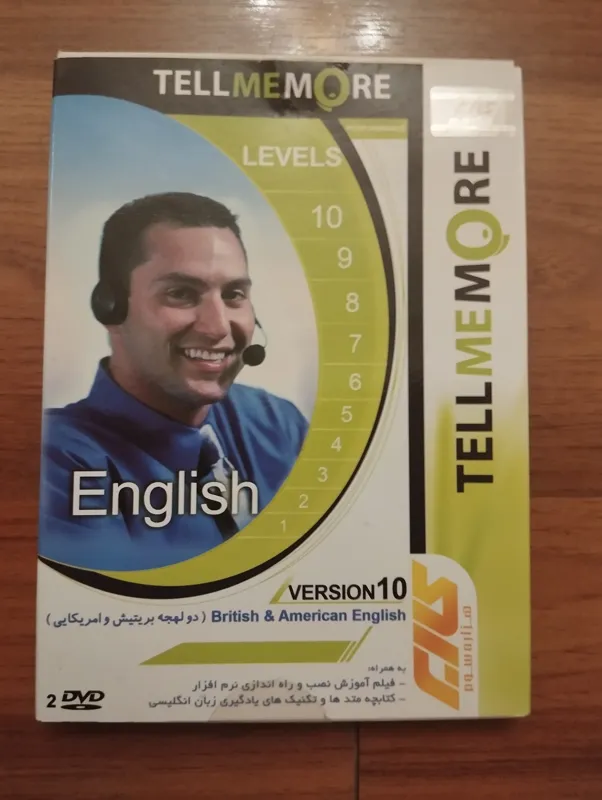 TELLMEMORE
LEVELS
10
9
8
7
6
5
4
3
2
1
English
VERSION10
British & American English (دو لهجه بریتیش و امریکایی)
به همراه:
- فیلم آموزش نصب و راه اندازی نرم افزار
- کتابچه متد ها و تکنیک های یادگیری زبان انگلیسی
2 DVD
TELLMEMORE
هزاره سوم